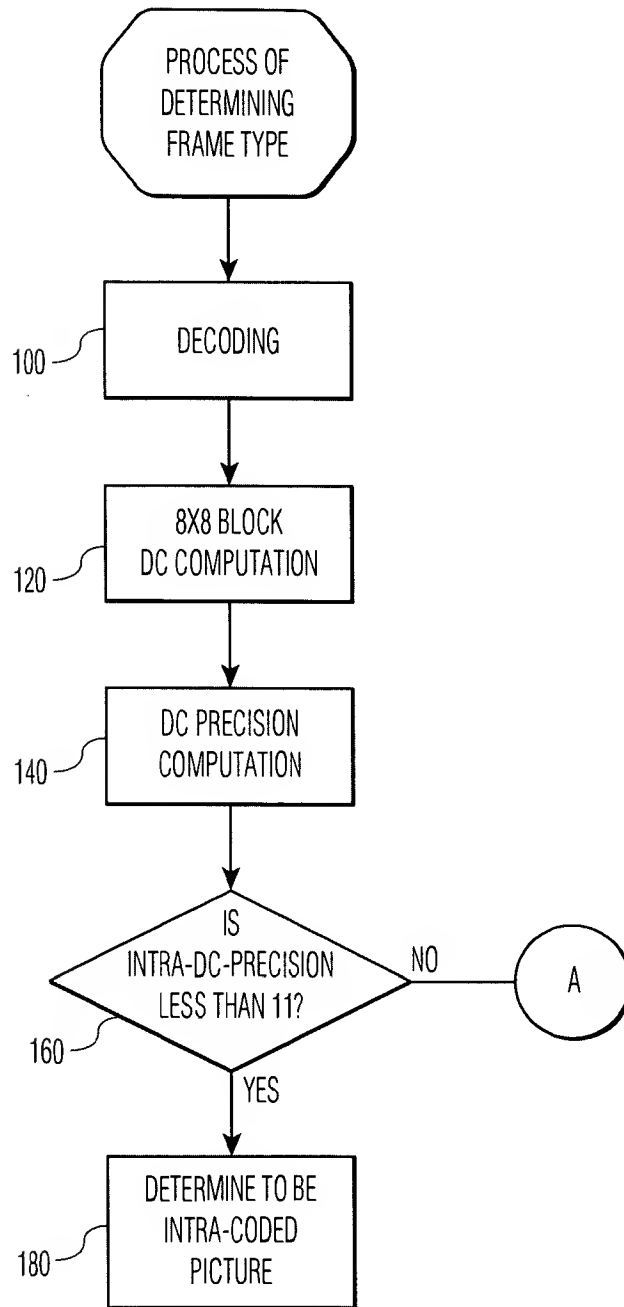 PROCESS OF
DETERMINING
FRAME TYPE
100
DECODING
120
8X8 BLOCK
DC COMPUTATION
140
DC PRECISION
COMPUTATION
IS
INTRA-DC-PRECISION
LESS THAN 11?
NO
A
160
YES
180
DETERMINE TO BE
INTRA-CODED
PICTURE